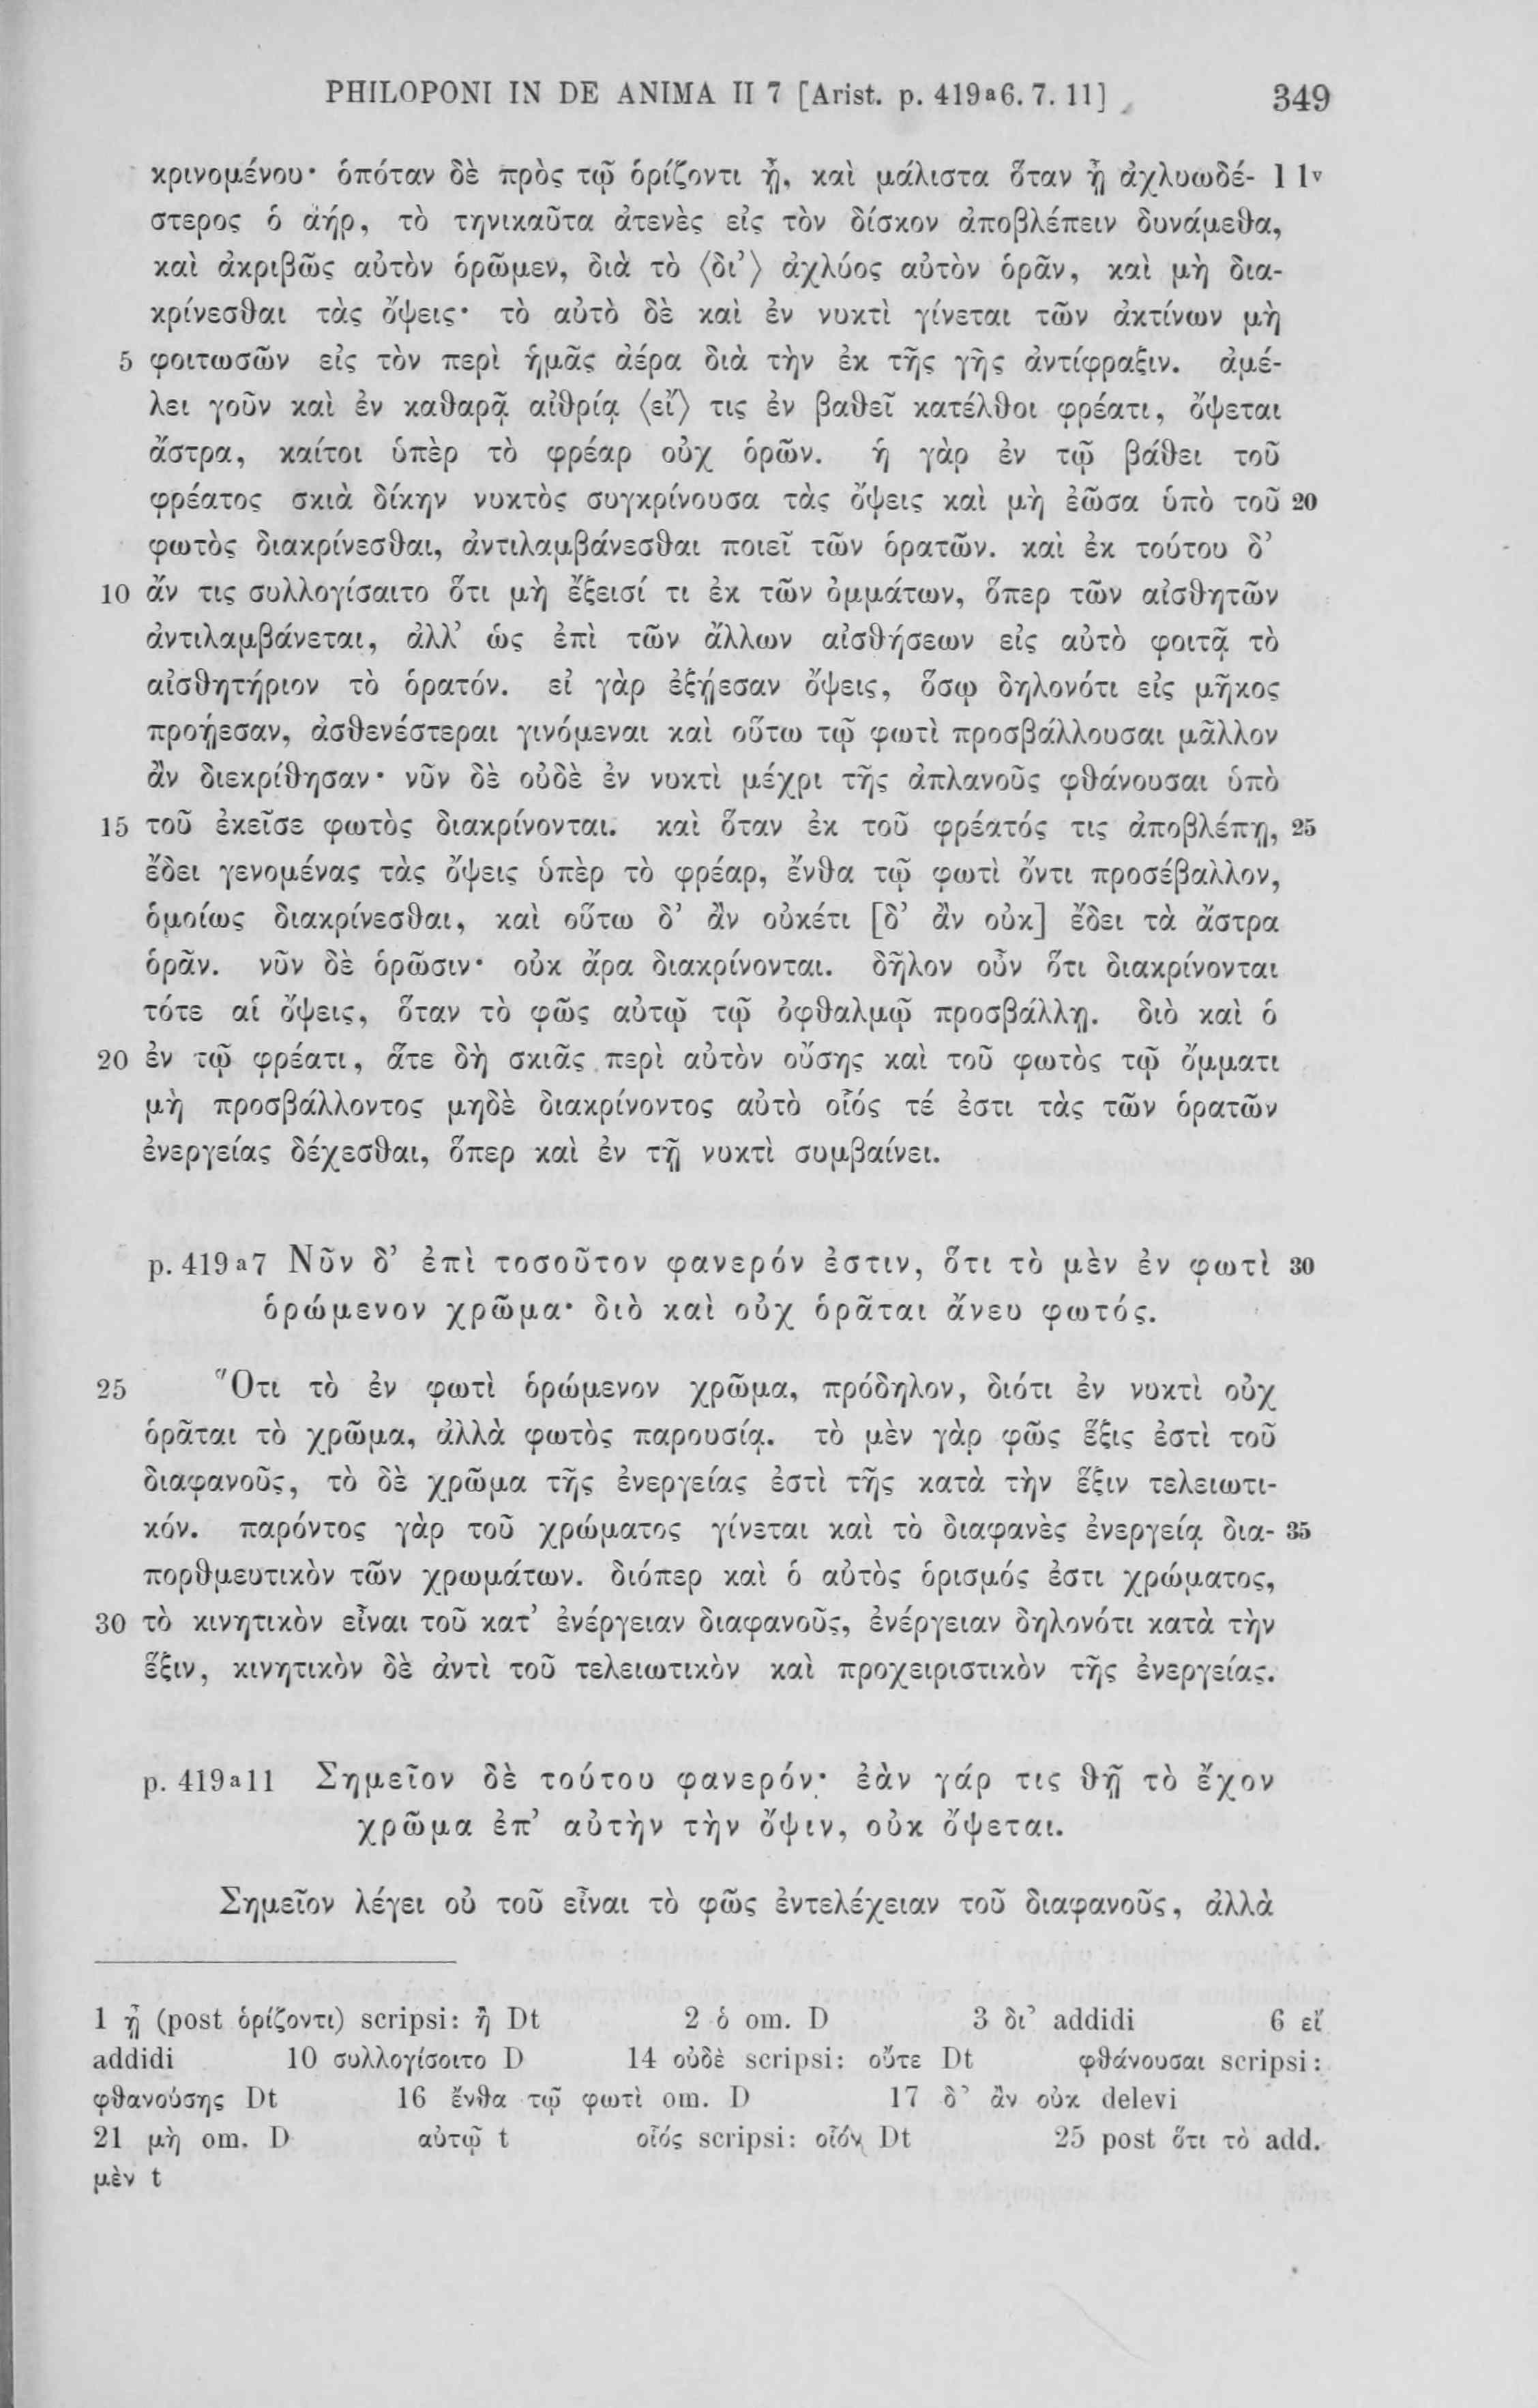 PHILOPONI IN DE ANIMA II 7 [Arist. p. 419a6. 7. 11] 349
κρινομένου· ὁπόταν δὲ πρὸς τῷ ὁρίζοντι ᾖ, καὶ μάλιστα ὅταν ᾖ ἀχλυωδέ- 11v
στερος ὁ ἀήρ, τὸ τηνικαῦτα ἀτενὲς εἰς τὸν δίσκον ἀποβλέπειν δυνάμεθα,
καὶ ἀκριβῶς αὐτὸν ὁρῶμεν, διὰ τὸ ⟨δι’⟩ ἀχλύος αὐτὸν ὁρᾶν, καὶ μὴ δια-
κρίνεσθαι τὰς ὄψεις· τὸ αὐτὸ δὲ καὶ ἐν νυκτὶ γίνεται τῶν ἀκτίνων μὴ
5 φοιτωσῶν εἰς τὸν περὶ ἡμᾶς ἀέρα διὰ τὴν ἐκ τῆς γῆς ἀντίφραξιν. ἀμέ-
λει γοῦν καὶ ἐν καθαρᾷ αἰθρίᾳ ⟨εἴ⟩ τις ἐν βαθεῖ κατέλθοι φρέατι, ὄψεται
ἄστρα, καίτοι ὑπὲρ τὸ φρέαρ οὐχ ὁρῶν. ἡ γὰρ ἐν τῷ βάθει τοῦ
φρέατος σκιὰ δίκην νυκτὸς συγκρίνουσα τὰς ὄψεις καὶ μὴ ἐῶσα ὑπὸ τοῦ 20
φωτὸς διακρίνεσθαι, ἀντιλαμβάνεσθαι ποιεῖ τῶν ὁρατῶν. καὶ ἐκ τούτου δ’
10 ἄν τις συλλογίσαιτο ὅτι μὴ ἔξεισί τι ἐκ τῶν ὀμμάτων, ὅπερ τῶν αἰσθητῶν
ἀντιλαμβάνεται, ἀλλ’ ὡς ἐπὶ τῶν ἄλλων αἰσθήσεων εἰς αὐτὸ φοιτᾷ τὸ
αἰσθητήριον τὸ ὁρατόν. εἰ γὰρ ἐξῄεσαν ὄψεις, ὅσῳ δηλονότι εἰς μῆκος
προῄεσαν, ἀσθενέστεραι γινόμεναι καὶ οὕτω τῷ φωτὶ προσβάλλουσαι μᾶλλον
ἂν διεκρίθησαν· νῦν δὲ οὐδὲ ἐν νυκτὶ μέχρι τῆς ἀπλανοῦς φθάνουσαι ὑπὸ
15 τοῦ ἐκεῖσε φωτὸς διακρίνονται. καὶ ὅταν ἐκ τοῦ φρέατός τις ἀποβλέπῃ, 25
ἔδει γενομένας τὰς ὄψεις ὑπὲρ τὸ φρέαρ, ἔνθα τῷ φωτὶ ὄντι προσέβαλλον,
ὁμοίως διακρίνεσθαι, καὶ οὕτω δ’ ἂν οὐκέτι [δ’ ἂν οὐκ] ἔδει τὰ ἄστρα
ὁρᾶν. νῦν δὲ ὁρῶσιν· οὐκ ἄρα διακρίνονται. δῆλον οὖν ὅτι διακρίνονται
τότε αἱ ὄψεις, ὅταν τὸ φῶς αὐτῷ τῷ ὀφθαλμῷ προσβάλλῃ. διὸ καὶ ὁ
20 ἐν τῷ φρέατι, ἅτε δὴ σκιᾶς περὶ αὐτὸν οὔσης καὶ τοῦ φωτὸς τῷ ὄμματι
μὴ προσβάλλοντος μηδὲ διακρίνοντος αὐτὸ οἷός τέ ἐστι τὰς τῶν ὁρατῶν
ἐνεργείας δέχεσθαι, ὅπερ καὶ ἐν τῇ νυκτὶ συμβαίνει.
p. 419a7 Νῦν δ’ ἐπὶ τοσοῦτον φανερόν ἐστιν, ὅτι τὸ μὲν ἐν φωτὶ 30
ὁρώμενον χρῶμα· διὸ καὶ οὐχ ὁρᾶται ἄνευ φωτός.
25 Ὅτι τὸ ἐν φωτὶ ὁρώμενον χρῶμα, πρόδηλον, διότι ἐν νυκτὶ οὐχ
ὁρᾶται τὸ χρῶμα, ἀλλὰ φωτὸς παρουσίᾳ. τὸ μὲν γὰρ φῶς ἕξις ἐστὶ τοῦ
διαφανοῦς, τὸ δὲ χρῶμα τῆς ἐνεργείας ἐστὶ τῆς κατὰ τὴν ἕξιν τελειωτι-
κόν. παρόντος γὰρ τοῦ χρώματος γίνεται καὶ τὸ διαφανὲς ἐνεργείᾳ δια- 35
πορθμευτικὸν τῶν χρωμάτων. διόπερ καὶ ὁ αὐτὸς ὁρισμός ἐστι χρώματος,
30 τὸ κινητικὸν εἶναι τοῦ κατ’ ἐνέργειαν διαφανοῦς, ἐνέργειαν δηλονότι κατὰ τὴν
ἕξιν, κινητικὸν δὲ ἀντὶ τοῦ τελειωτικὸν καὶ προχειριστικὸν τῆς ἐνεργείας.
p. 419a11 Σημεῖον δὲ τούτου φανερόν· ἐὰν γάρ τις θῇ τὸ ἔχον
χρῶμα ἐπ’ αὐτὴν τὴν ὄψιν, οὐκ ὄψεται.
Σημεῖον λέγει οὐ τοῦ εἶναι τὸ φῶς ἐντελέχειαν τοῦ διαφανοῦς, ἀλλὰ
1 ᾖ (post ὁρίζοντι) scripsi: ἢ Dt 2 ὁ om. D 3 δι’ addidi 6 εἴ
addidi 10 συλλογίσοιτο D 14 οὐδὲ scripsi: οὔτε Dt φθάνουσαι scripsi:
φθανούσης Dt 16 ἔνθα τῷ φωτὶ om. D 17 δ’ ἂν οὐκ delevi
21 μὴ om. D αὐτῷ t οἷός scripsi: οἷόν Dt 25 post ὅτι τὸ add.
μὲν t